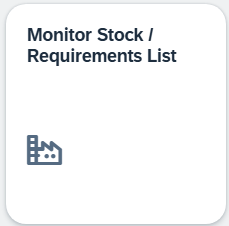 Monitor Stock /
Requirements List